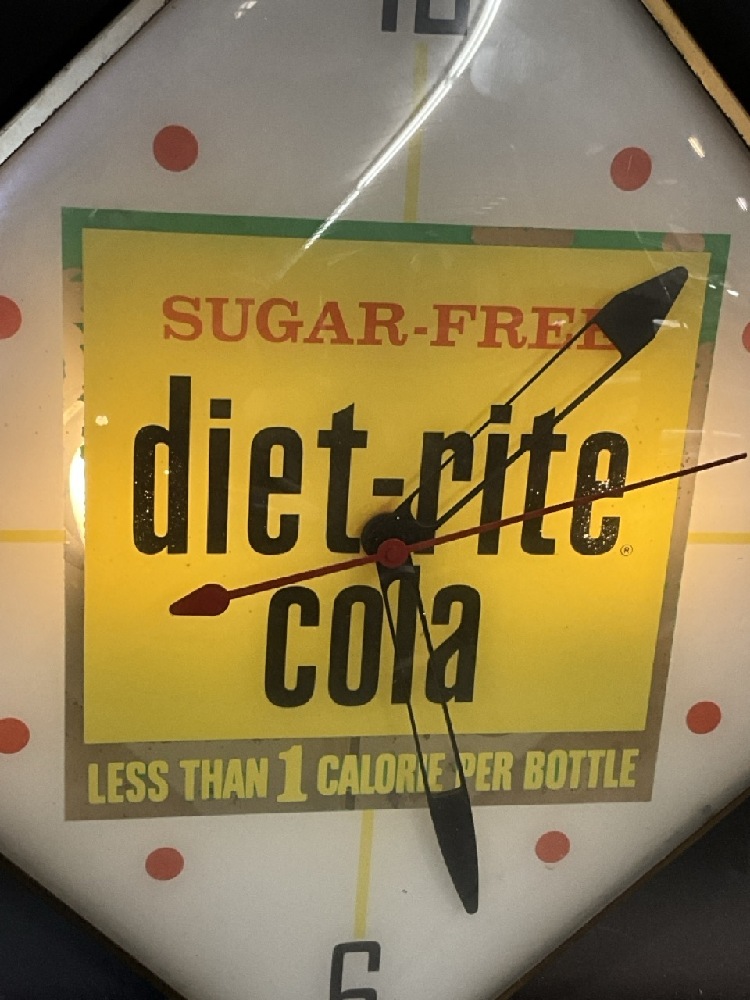 SUGAR-FREE
diet-rite®
cola
LESS THAN 1 CALORIE PER BOTTLE
6